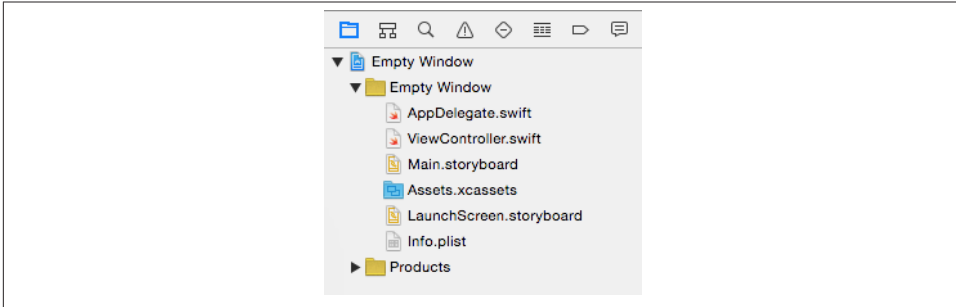 Empty Window
Empty Window
AppDelegate.swift
ViewController.swift
Main.storyboard
Assets.xcassets
LaunchScreen.storyboard
Info.plist
Products